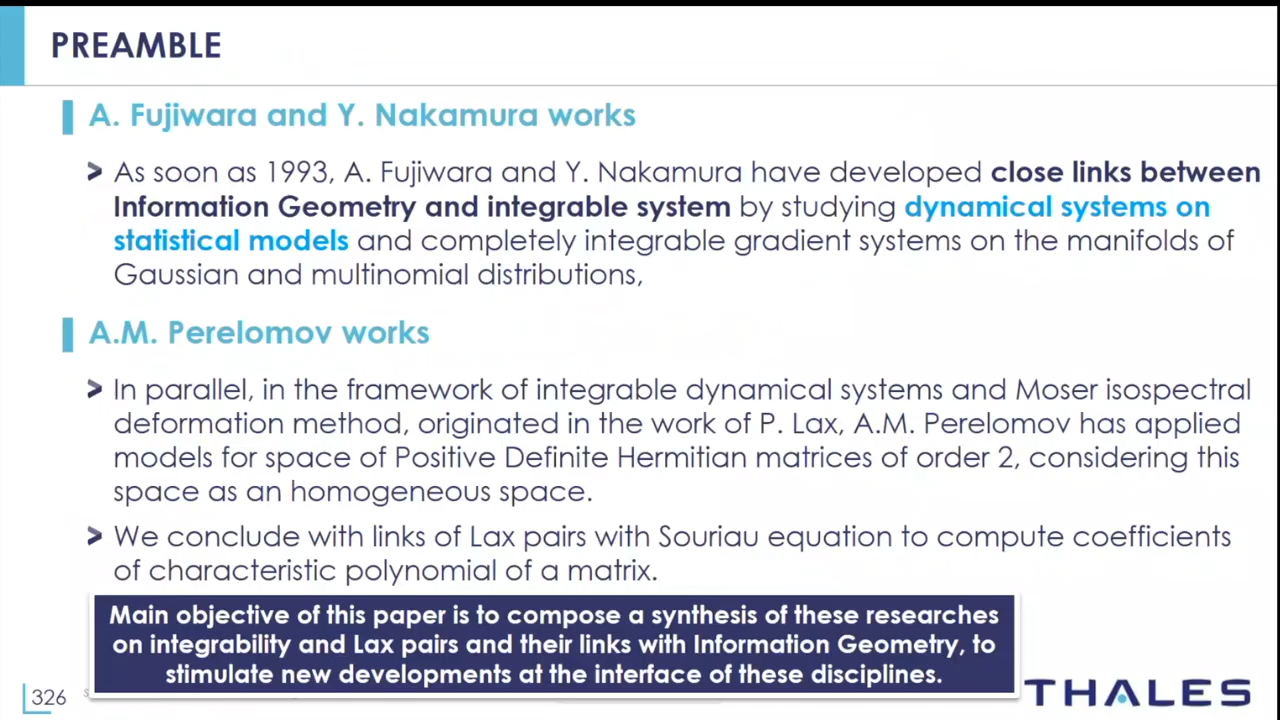 PREAMBLE
A. Fujiwara and Y. Nakamura works
As soon as 1993, A. Fujiwara and Y. Nakamura have developed close links between
Information Geometry and integrable system by studying dynamical systems on
statistical models and completely integrable gradient systems on the manifolds of
Gaussian and multinomial distributions,
A.M. Perelomov works
In parallel, in the framework of integrable dynamical systems and Moser isospectral
deformation method, originated in the work of P. Lax, A.M. Perelomov has applied
models for space of Positive Definite Hermitian matrices of order 2, considering this
space as an homogeneous space.
We conclude with links of Lax pairs with Souriau equation to compute coefficients
of characteristic polynomial of a matrix.
Main objective of this paper is to compose a synthesis of these researches
on integrability and Lax pairs and their links with Information Geometry, to
stimulate new developments at the interface of these disciplines.
326
THALES